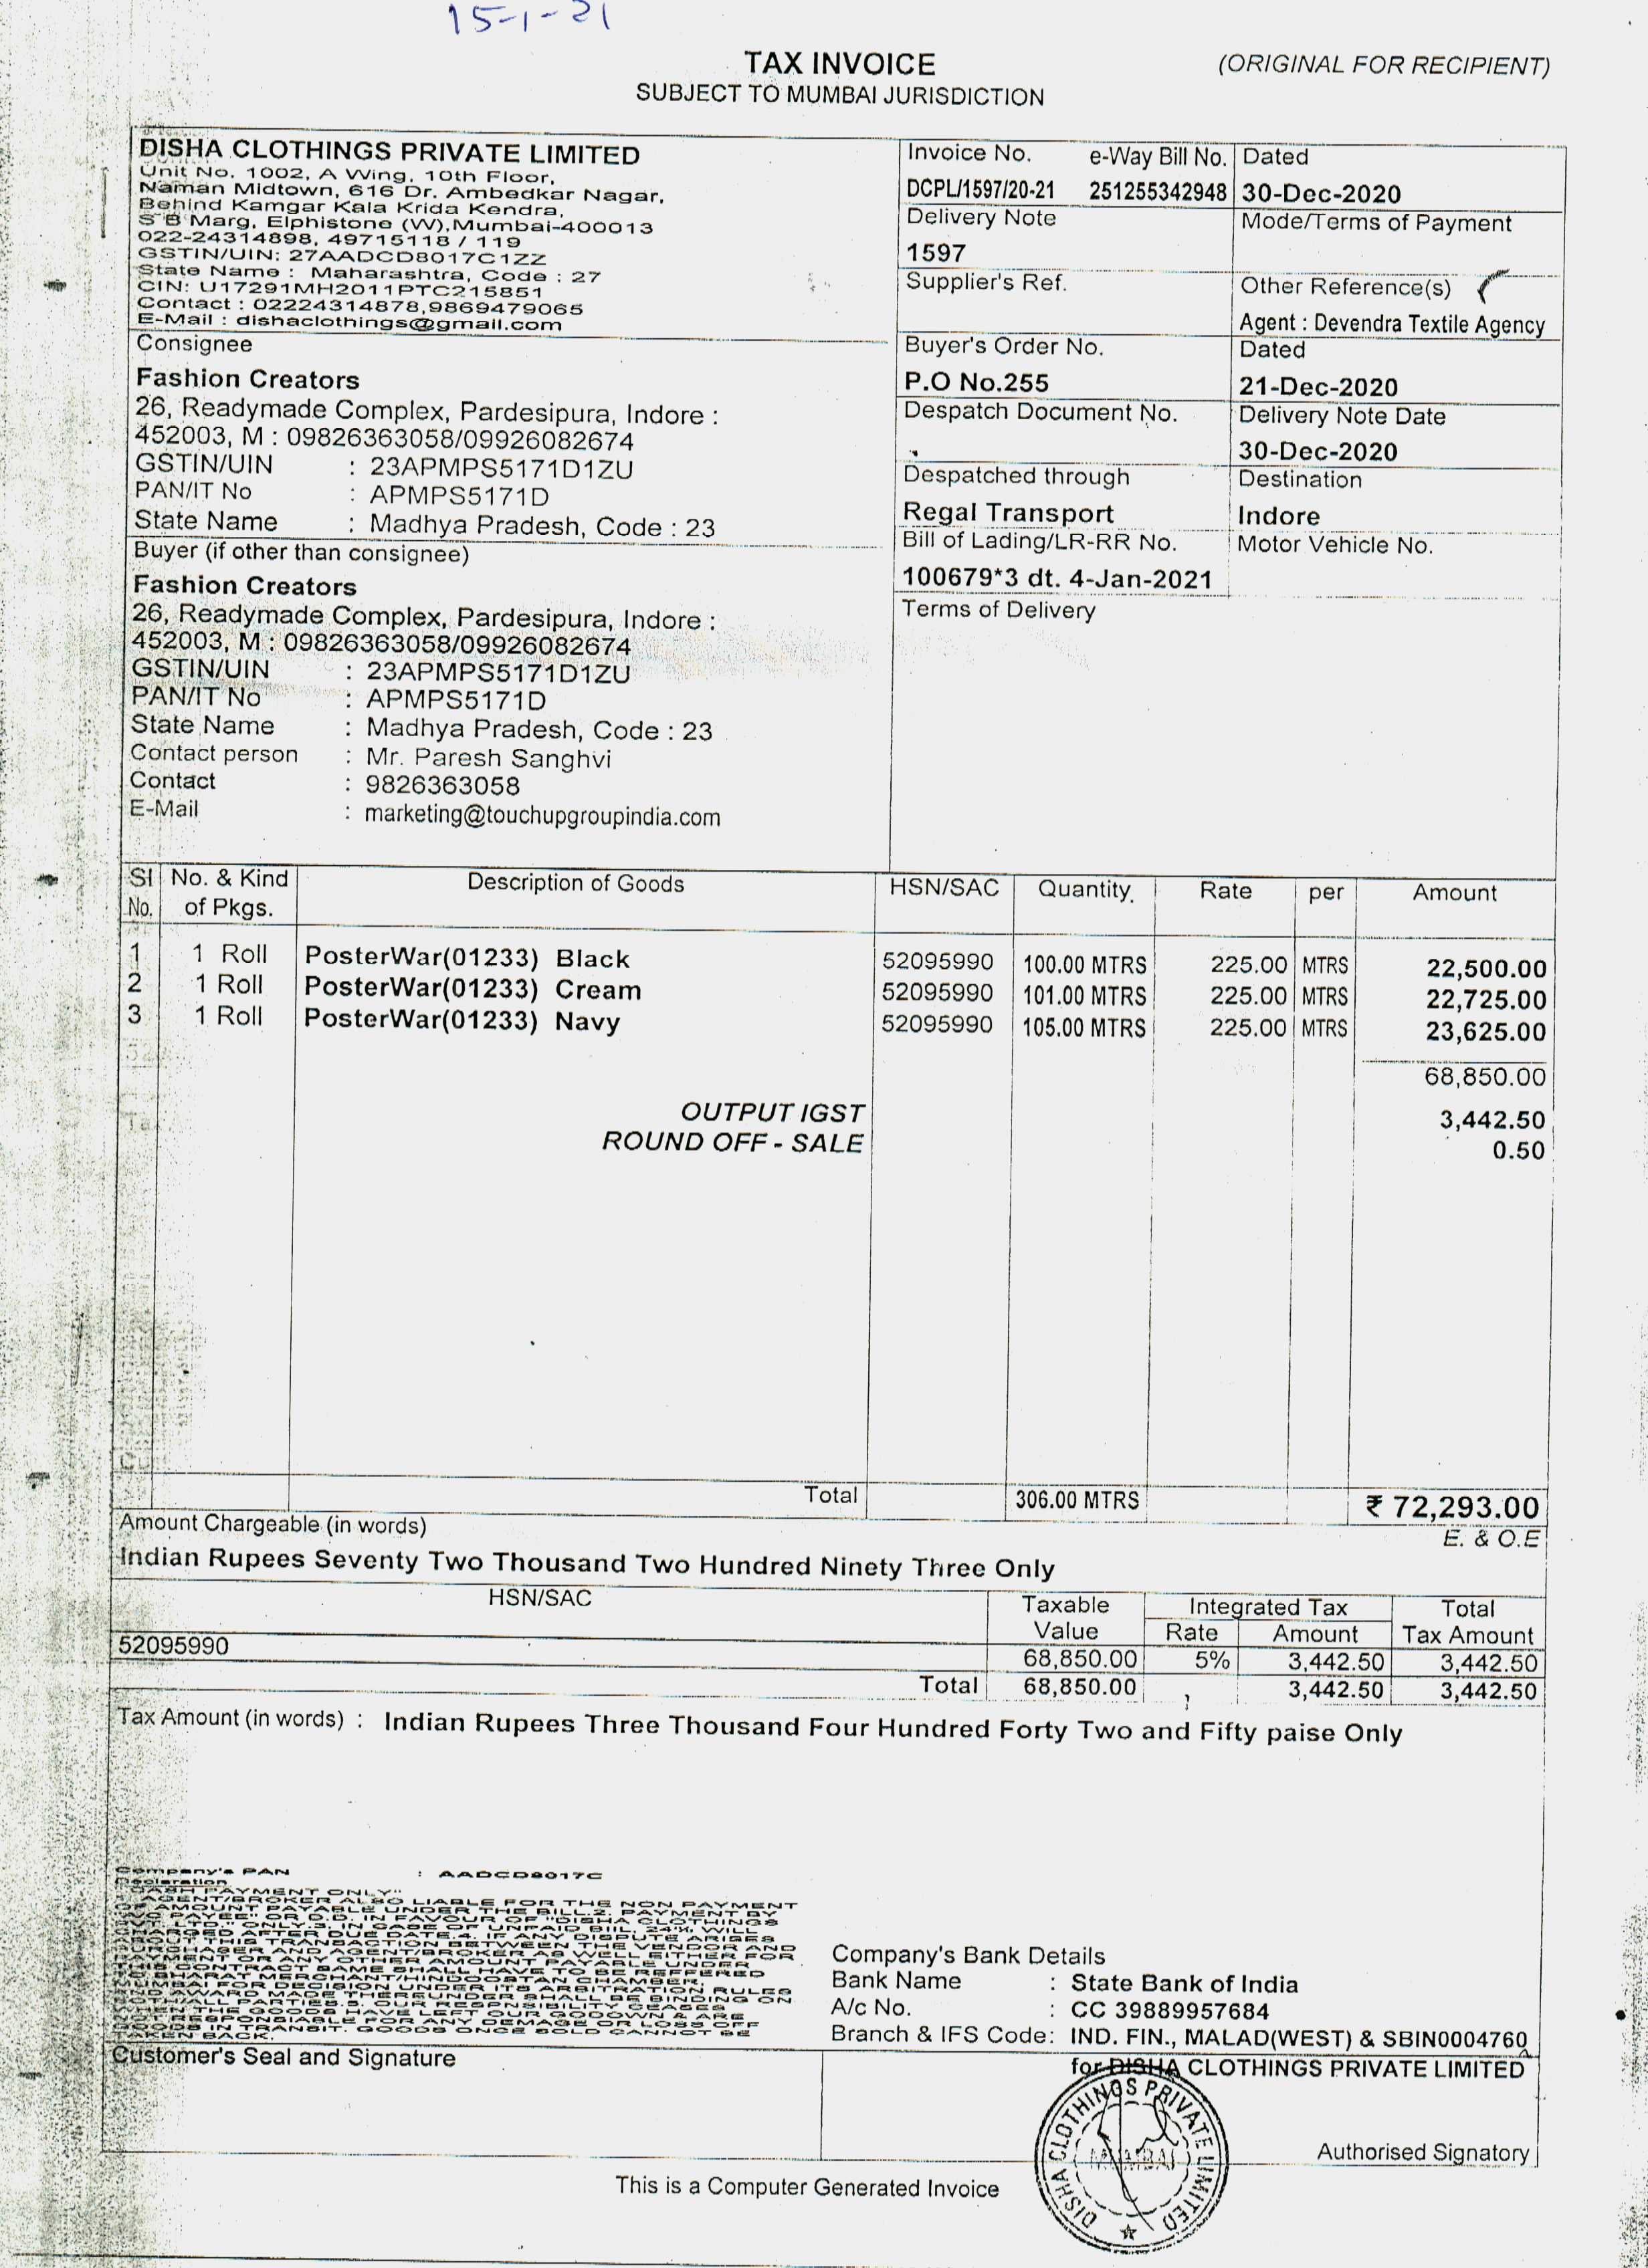 15-1-21
TAX INVOICE
(ORIGINAL FOR RECIPIENT)
SUBJECT TO MUMBAI JURISDICTION
DISHA CLOTHINGS PRIVATE LIMITED
Unit No. 1002, A Wing, 10th Floor,
Naman Midtown, 616 Dr. Ambedkar Nagar,
Behind Kamgar Kala Krida Kendra,
S B Marg, Elphistone (W),Mumbai-400013
022-24314898, 49715118 / 119
GSTIN/UIN: 27AADCD8017C1ZZ
State Name : Maharashtra, Code : 27
CIN: U17291MH2011PTC215851
Contact : 02224314878,9869479065
E-Mail : dishaclothings@gmail.com
Invoice No. e-Way Bill No. Dated
DCPL/1597/20-21 251255342948 30-Dec-2020
Delivery Note Mode/Terms of Payment
1597
Supplier's Ref. Other Reference(s)
Agent : Devendra Textile Agency
Buyer's Order No. Dated
P.O No.255 21-Dec-2020
Despatch Document No. Delivery Note Date
30-Dec-2020
Despatched through Destination
Regal Transport Indore
Bill of Lading/LR-RR No. Motor Vehicle No.
100679*3 dt. 4-Jan-2021
Terms of Delivery
Consignee
Fashion Creators
26, Readymade Complex, Pardesipura, Indore :
452003, M : 09826363058/09926082674
GSTIN/UIN : 23APMPS5171D1ZU
PAN/IT No : APMPS5171D
State Name : Madhya Pradesh, Code : 23
Buyer (if other than consignee)
Fashion Creators
26, Readymade Complex, Pardesipura, Indore :
452003, M : 09826363058/09926082674
GSTIN/UIN : 23APMPS5171D1ZU
PAN/IT No : APMPS5171D
State Name : Madhya Pradesh, Code : 23
Contact person : Mr. Paresh Sanghvi
Contact : 9826363058
E-Mail : marketing@touchupgroupindia.com
Sl No. & Kind Description of Goods HSN/SAC Quantity Rate per Amount
No. of Pkgs.
1 1 Roll PosterWar(01233) Black 52095990 100.00 MTRS 225.00 MTRS 22,500.00
2 1 Roll PosterWar(01233) Cream 52095990 101.00 MTRS 225.00 MTRS 22,725.00
3 1 Roll PosterWar(01233) Navy 52095990 105.00 MTRS 225.00 MTRS 23,625.00
68,850.00
OUTPUT IGST 3,442.50
ROUND OFF - SALE 0.50
Total 306.00 MTRS ₹ 72,293.00
Amount Chargeable (in words) E. & O.E
Indian Rupees Seventy Two Thousand Two Hundred Ninety Three Only
HSN/SAC Taxable Integrated Tax Total
Value Rate Amount Tax Amount
52095990 68,850.00 5% 3,442.50 3,442.50
Total 68,850.00 3,442.50 3,442.50
Tax Amount (in words) : Indian Rupees Three Thousand Four Hundred Forty Two and Fifty paise Only
Company's PAN : AADCD8017C
Declaration
Company's Bank Details
Bank Name : State Bank of India
A/c No. : CC 39889957684
Branch & IFS Code: IND. FIN., MALAD(WEST) & SBIN0004760
Customer's Seal and Signature
for DISHA CLOTHINGS PRIVATE LIMITED
DISHA CLOTHINGS PRIVATE LIMITED
MUMBAI
Authorised Signatory
This is a Computer Generated Invoice